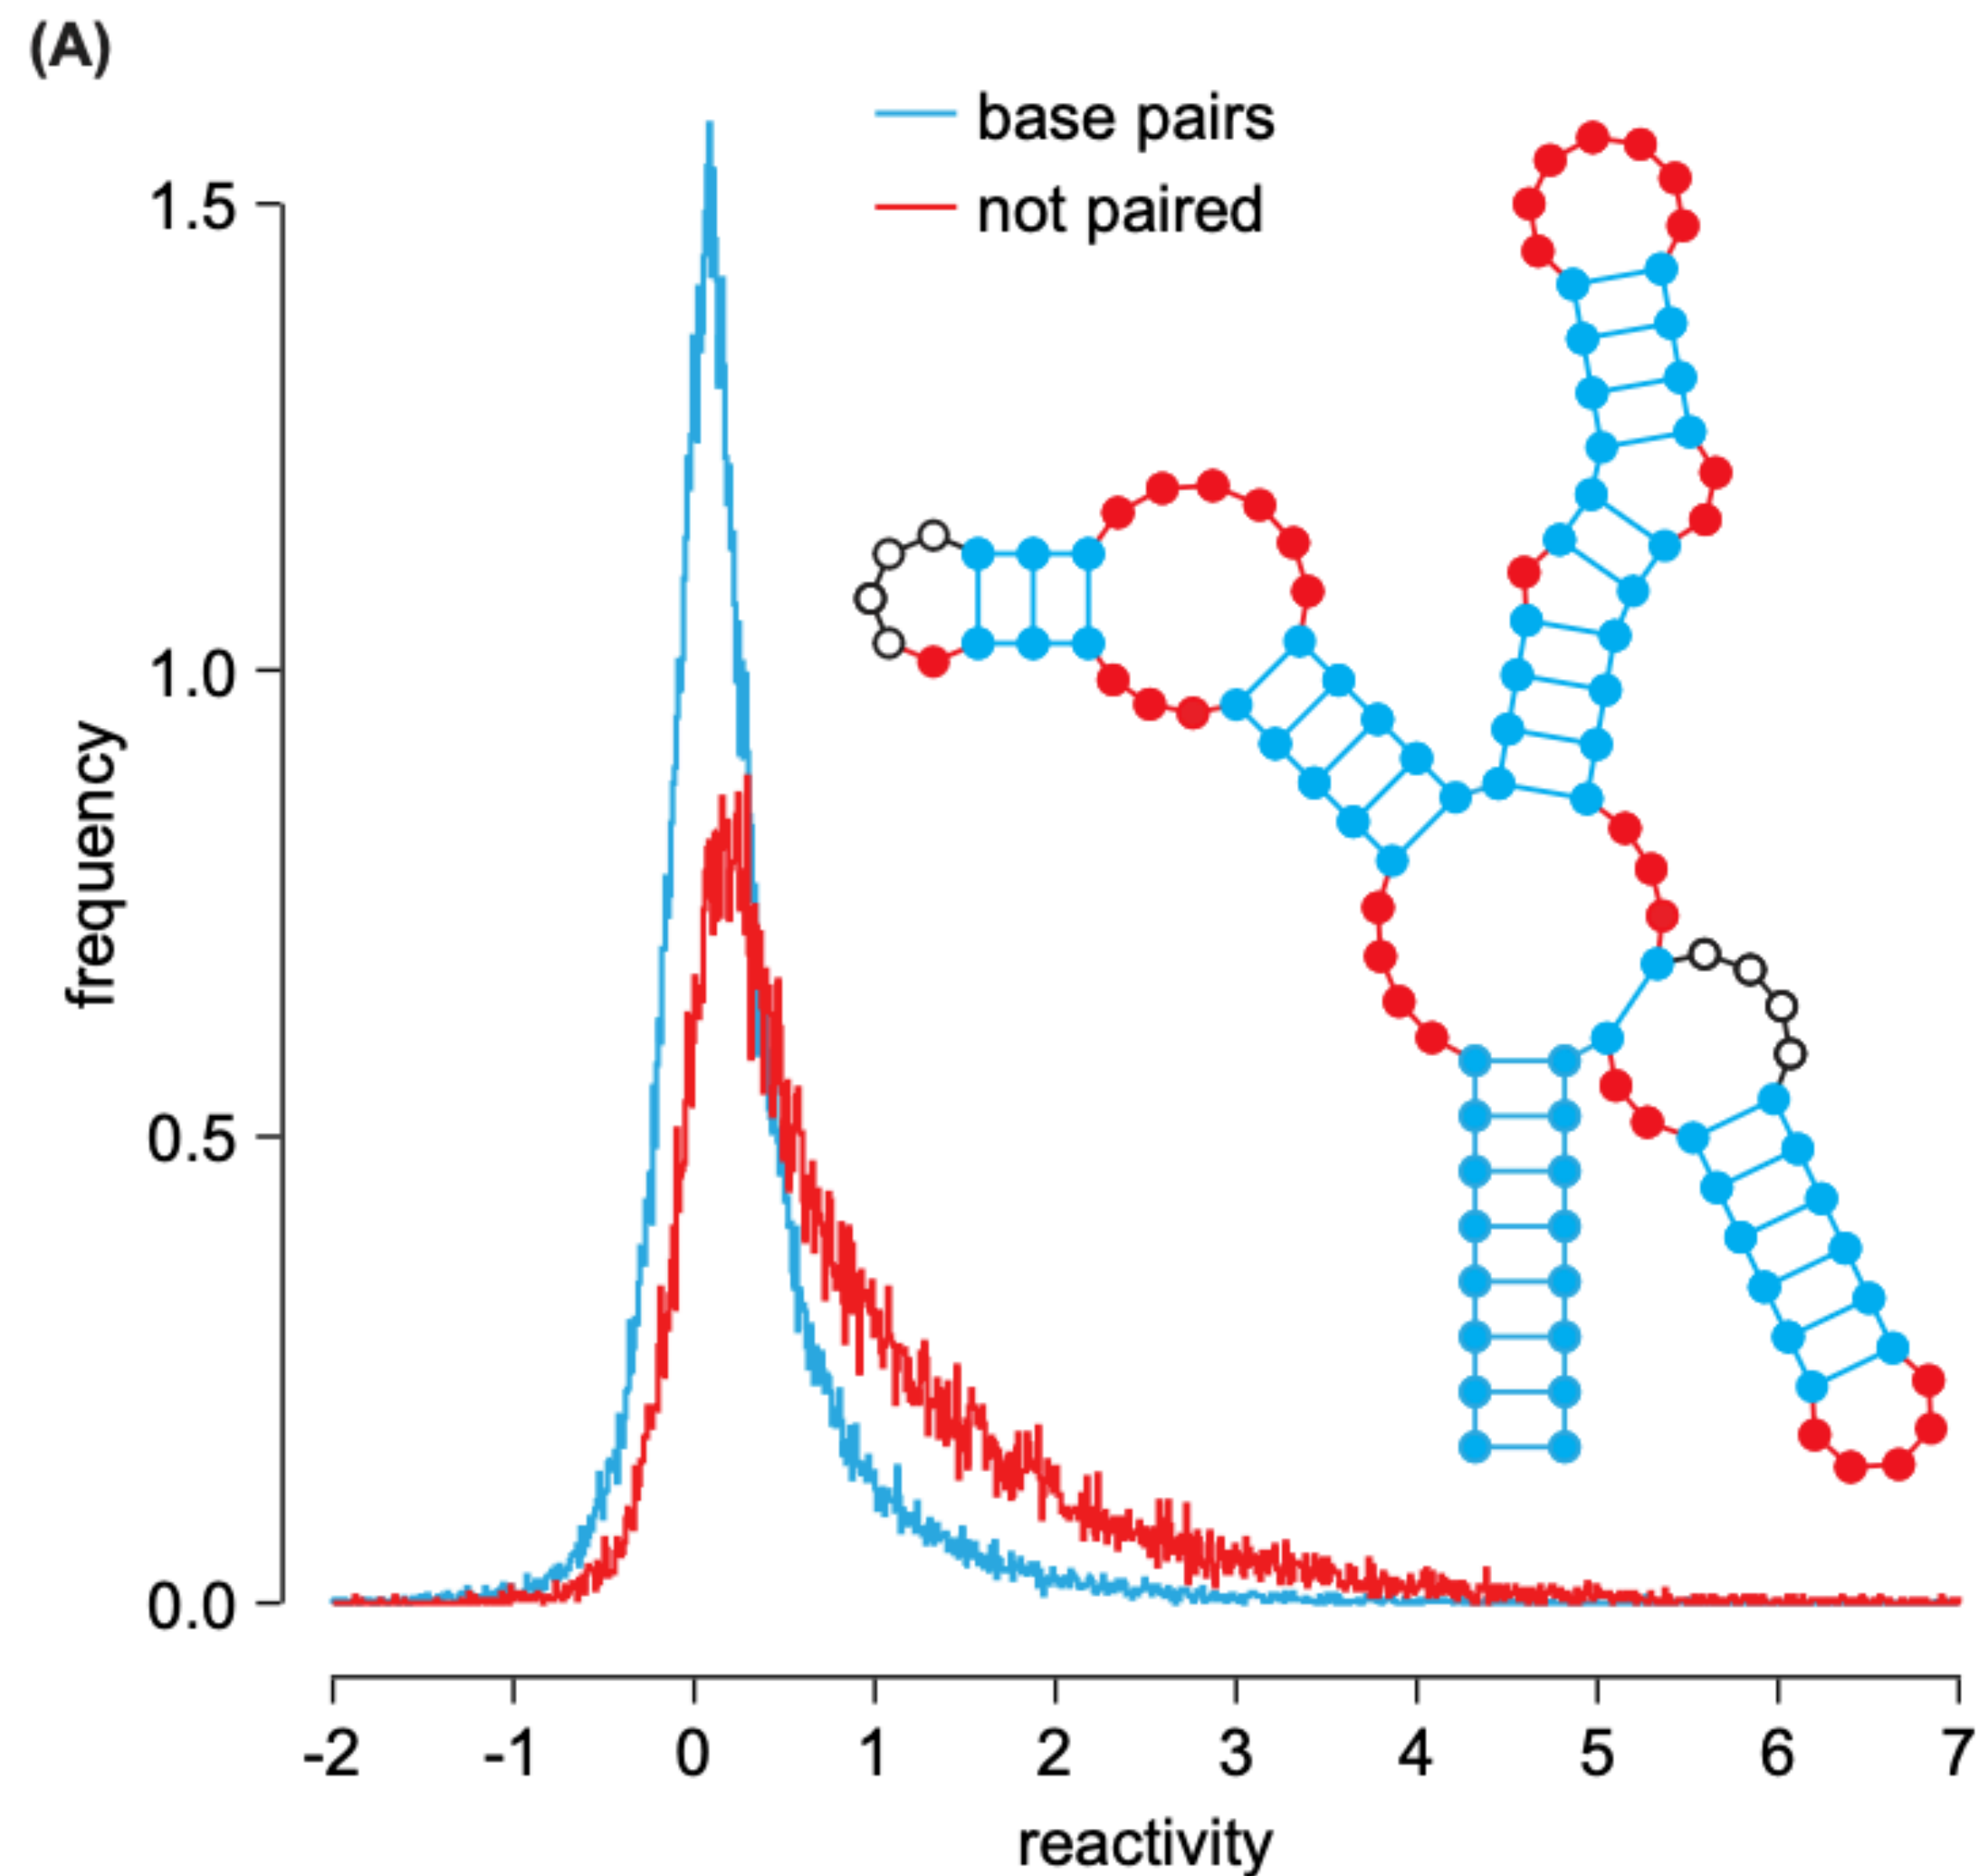 (A)
base pairs
not paired
1.5
1.0
0.5
0.0
frequency
-2 -1 0 1 2 3 4 5 6 7
reactivity